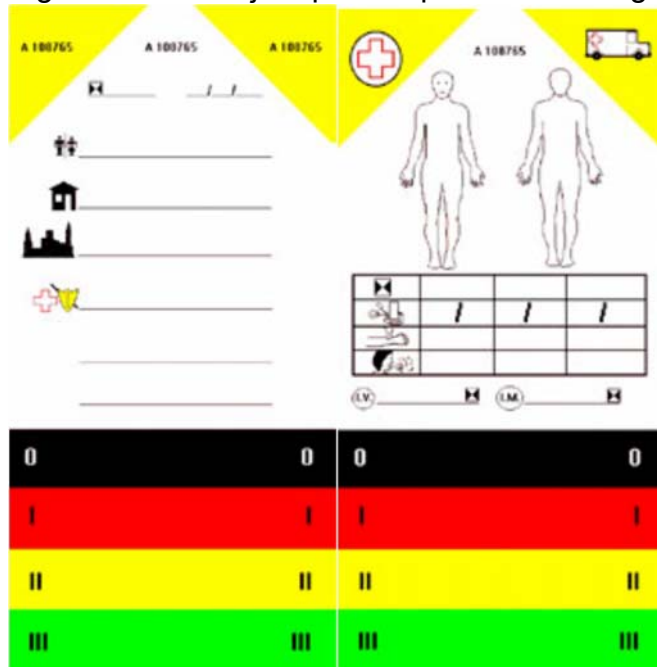 A 100765 A 100765 A 100765
/ /
A 100765
/ / /
I.V. I.M.
0 0
I I
II II
III III
0 0
I I
II II
III III